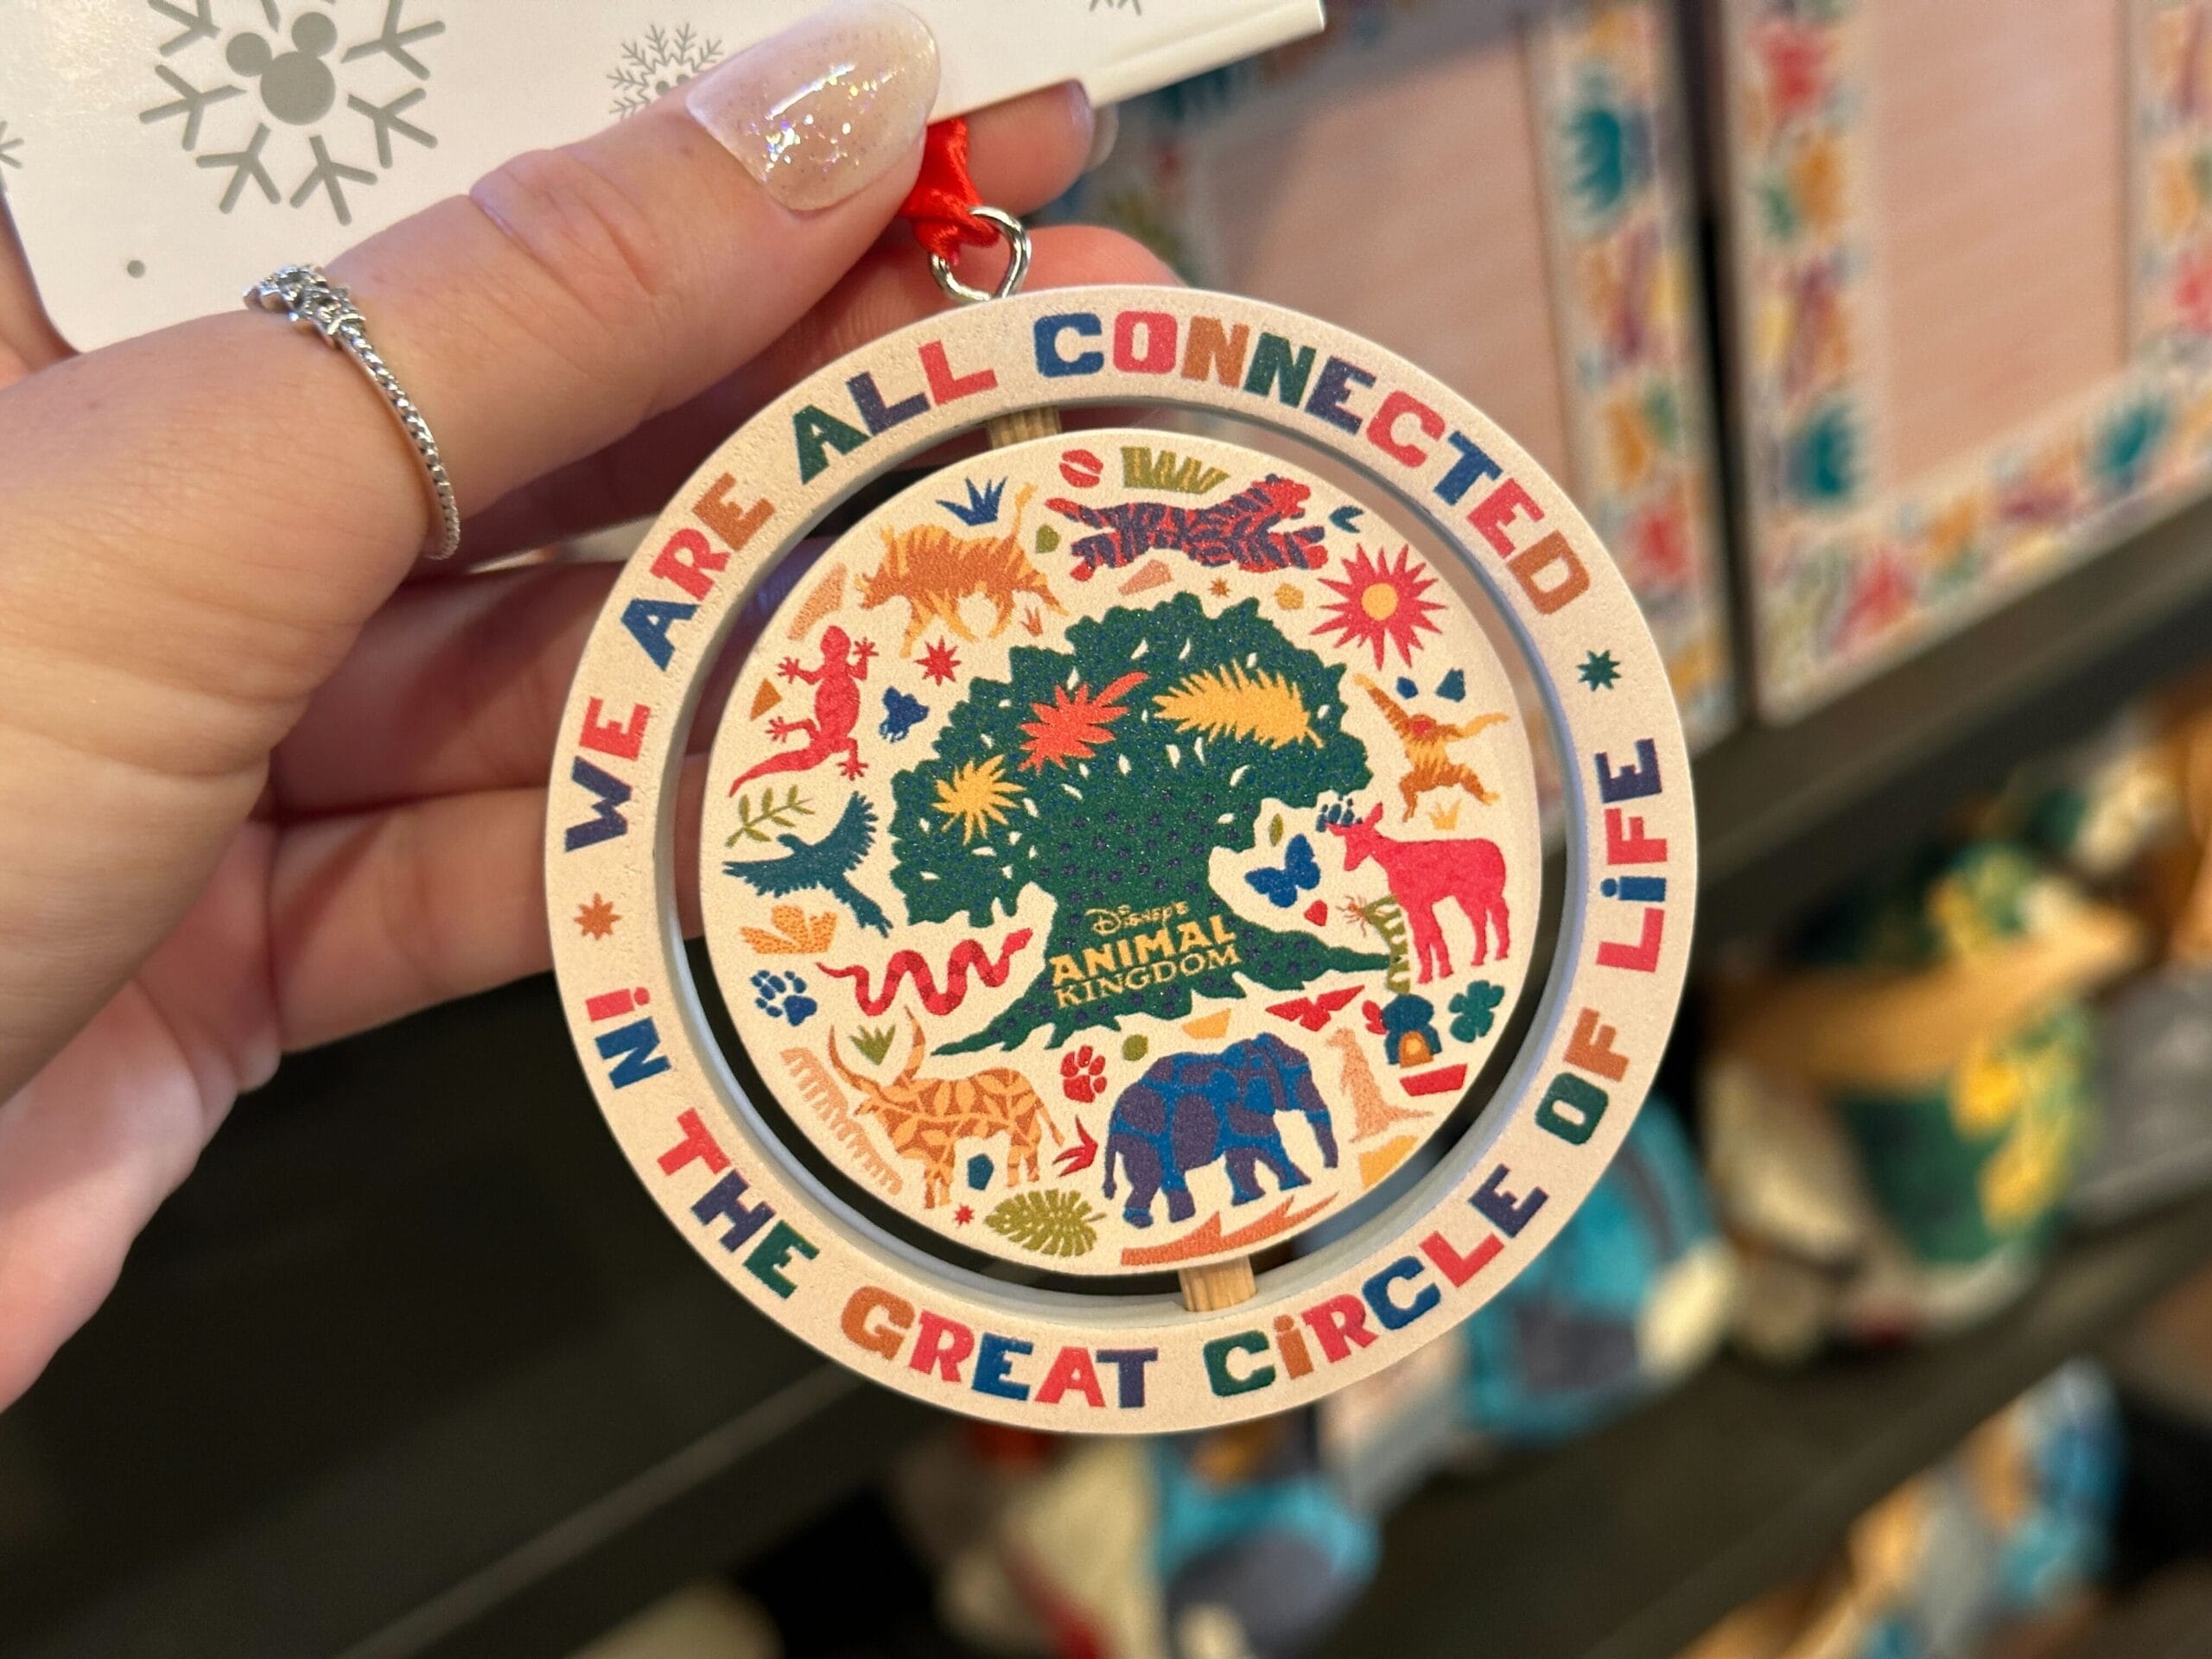 WE ARE ALL CONNECTED
IN THE GREAT CIRCLE OF LIFE
Disney's
ANIMAL
KINGDOM